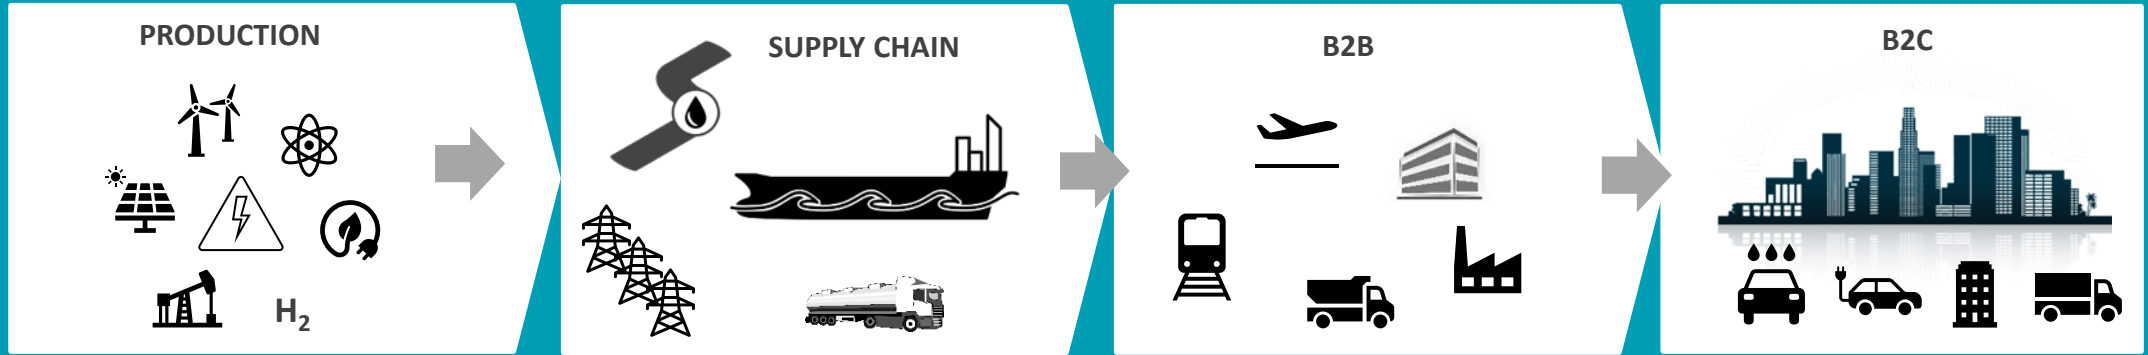 PRODUCTION
H₂
SUPPLY CHAIN
B2B
B2C